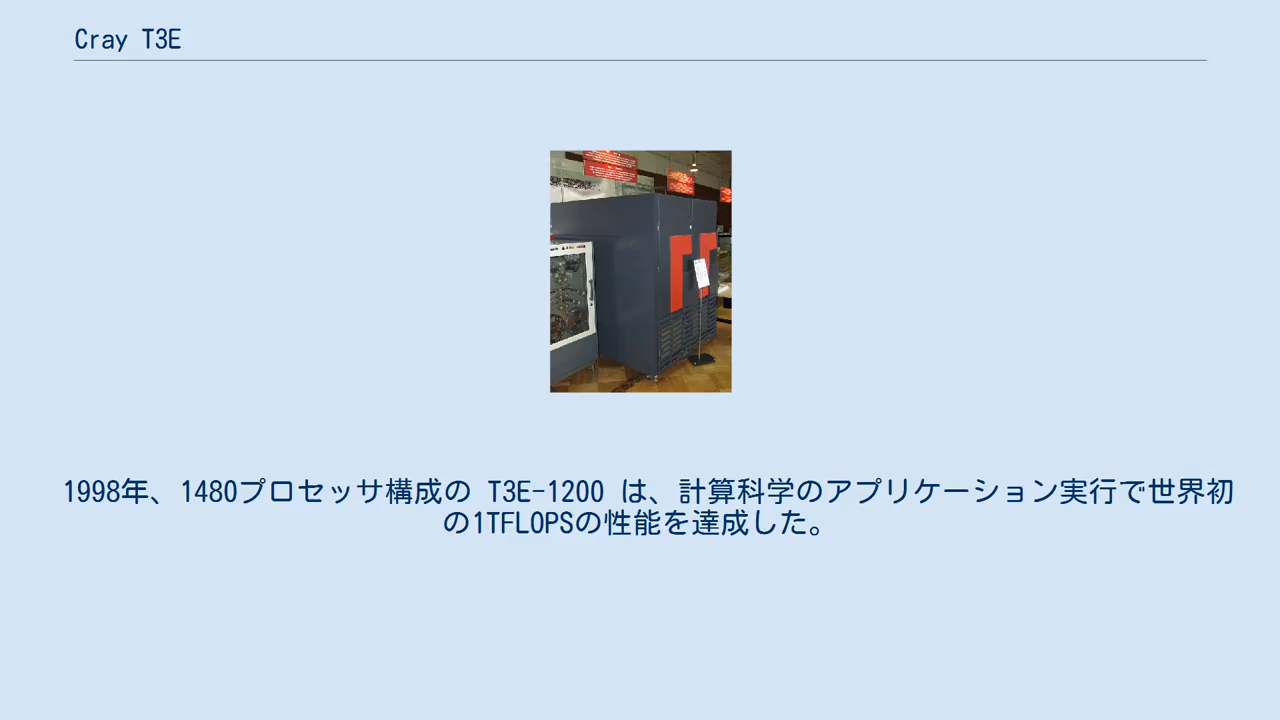 Cray T3E
1998年、1480プロセッサ構成の T3E-1200 は、計算科学のアプリケーション実行で世界初
の1TFLOPSの性能を達成した。